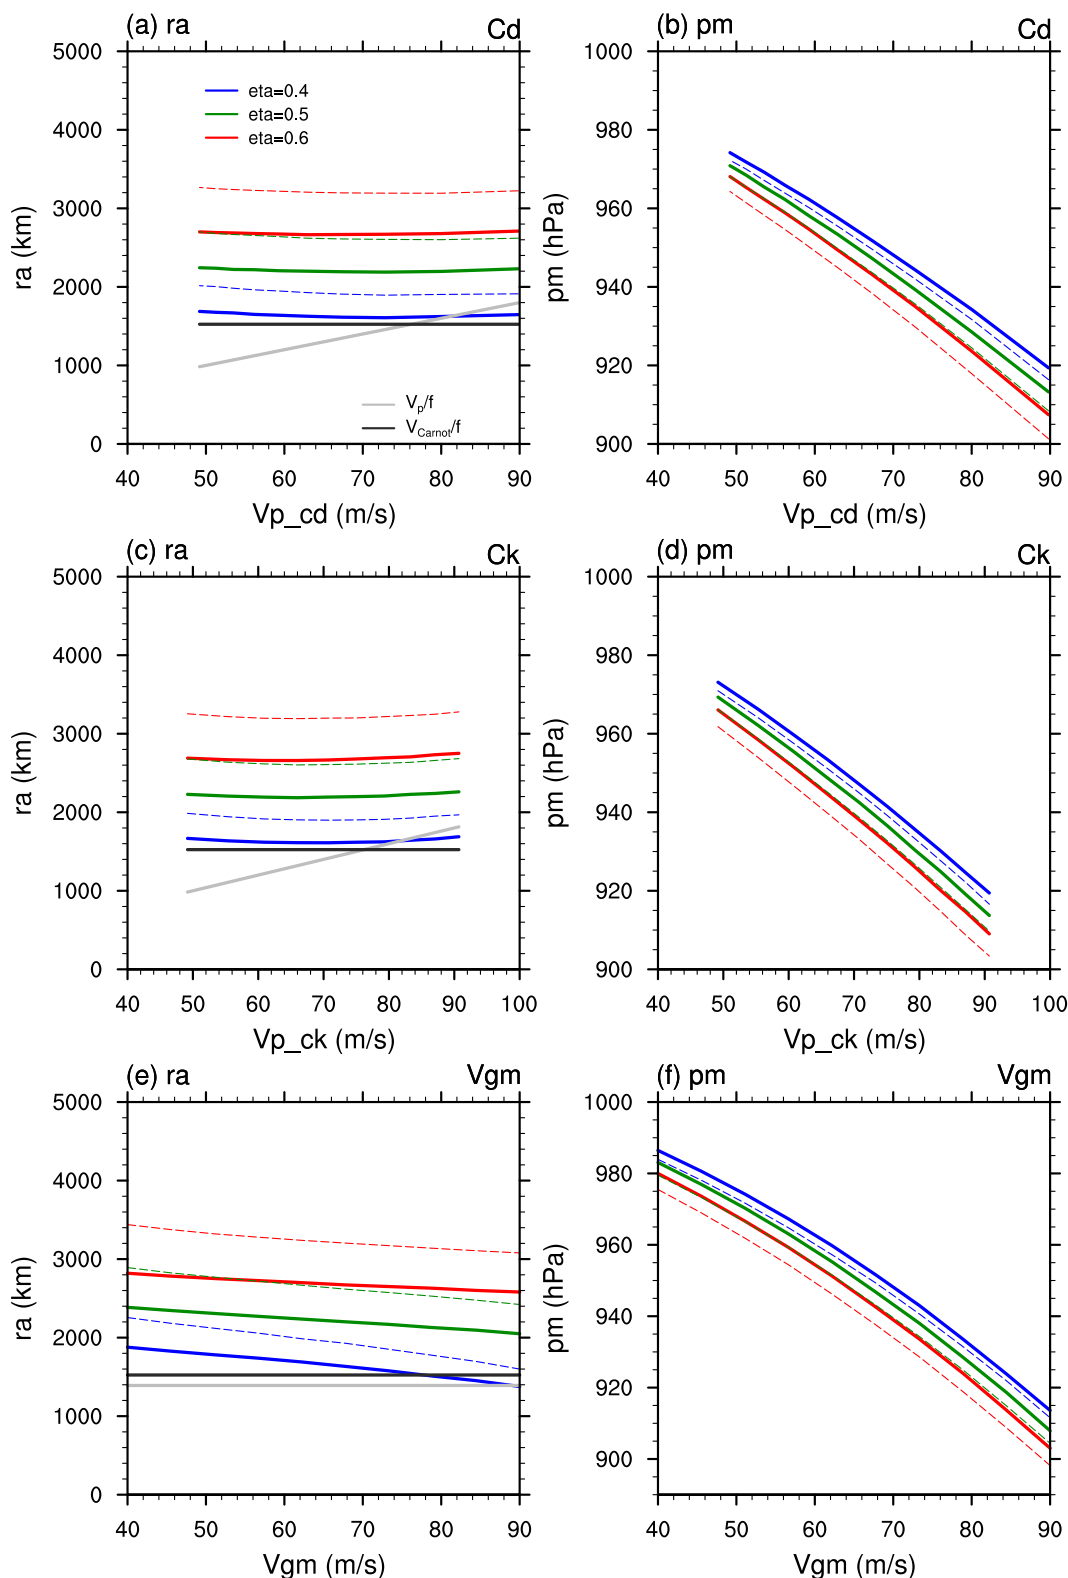 (a) ra Cd
5000
4000
3000
2000
1000
0
ra (km)
eta=0.4
eta=0.5
eta=0.6
Vp/f
VCarnot/f
40 50 60 70 80 90
Vp_cd (m/s)
(b) pm Cd
1000
980
960
940
920
900
pm (hPa)
40 50 60 70 80 90
Vp_cd (m/s)
(c) ra Ck
5000
4000
3000
2000
1000
0
ra (km)
40 50 60 70 80 90 100
Vp_ck (m/s)
(d) pm Ck
1000
980
960
940
920
900
pm (hPa)
40 50 60 70 80 90 100
Vp_ck (m/s)
(e) ra Vgm
5000
4000
3000
2000
1000
0
ra (km)
40 50 60 70 80 90
Vgm (m/s)
(f) pm Vgm
1000
980
960
940
920
900
pm (hPa)
40 50 60 70 80 90
Vgm (m/s)